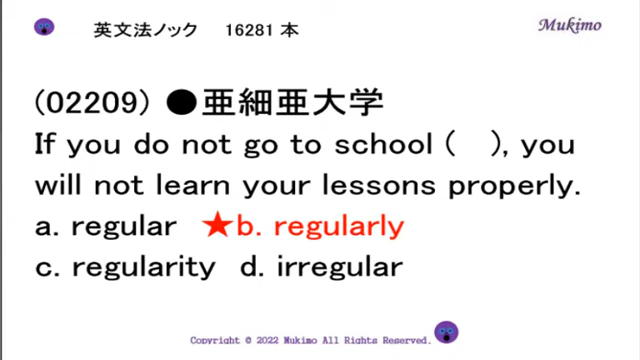 英文法ノック 16281 本 Mukimo
(02209) ●亜細亜大学
If you do not go to school (   ), you
will not learn your lessons properly.
a. regular ★b. regularly
c. regularity d. irregular
Copyright © 2022 Mukimo All Rights Reserved.